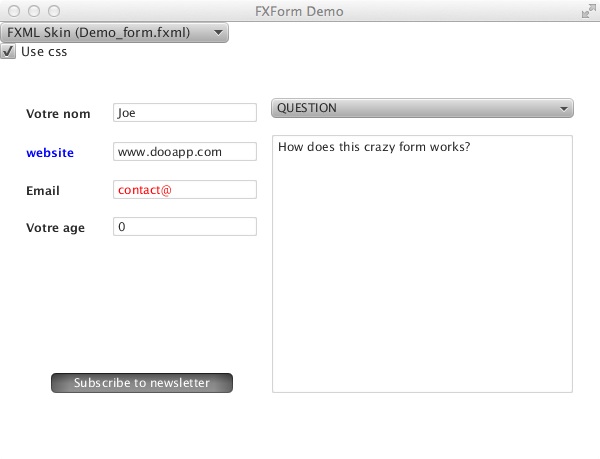 FXForm Demo
FXML Skin (Demo_form.fxml)
Use css
Votre nom
Joe
website
www.dooapp.com
Email
contact@
Votre age
0
Subscribe to newsletter
QUESTION
How does this crazy form works?